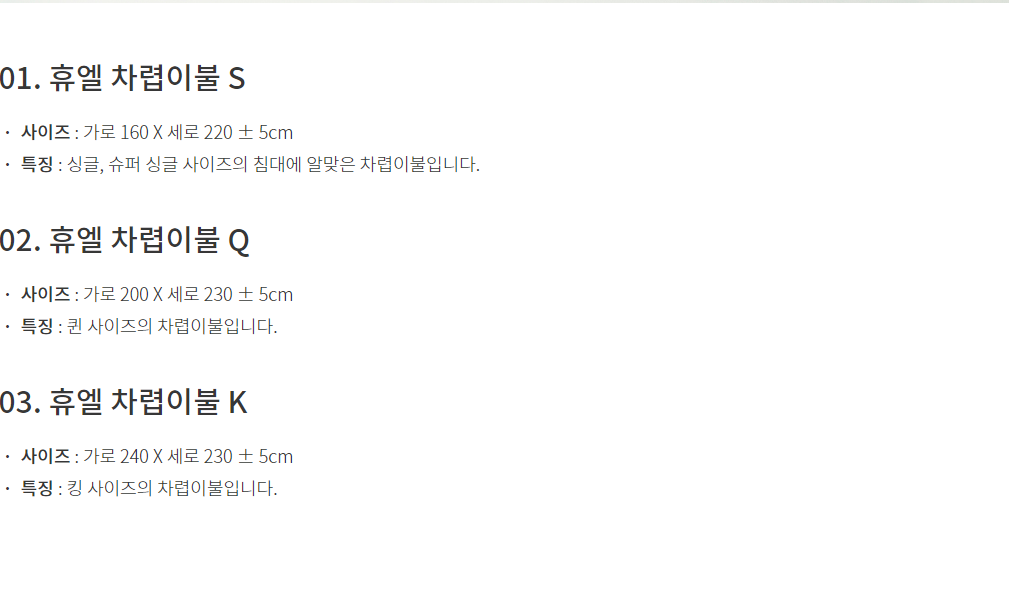 01. 휴엘 차렵이불 S
· 사이즈 : 가로 160 X 세로 220 ± 5cm
· 특징 : 싱글, 슈퍼 싱글 사이즈의 침대에 알맞은 차렵이불입니다.
02. 휴엘 차렵이불 Q
· 사이즈 : 가로 200 X 세로 230 ± 5cm
· 특징 : 퀸 사이즈의 차렵이불입니다.
03. 휴엘 차렵이불 K
· 사이즈 : 가로 240 X 세로 230 ± 5cm
· 특징 : 킹 사이즈의 차렵이불입니다.